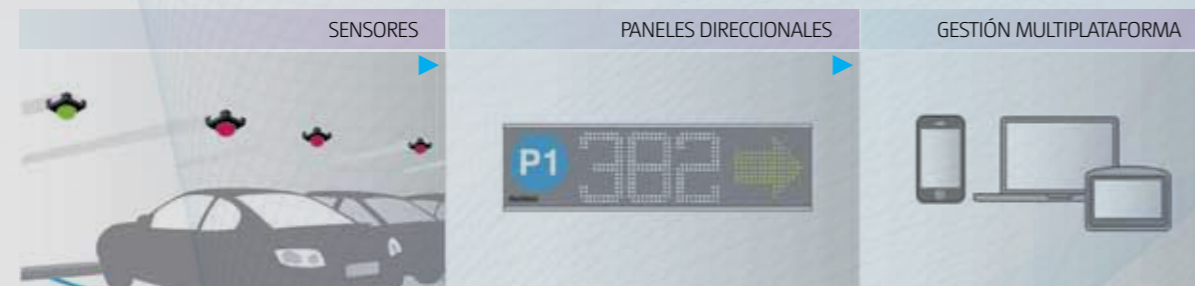 SENSORES
PANELES DIRECCIONALES
GESTIÓN MULTIPLATAFORMA
P1 382